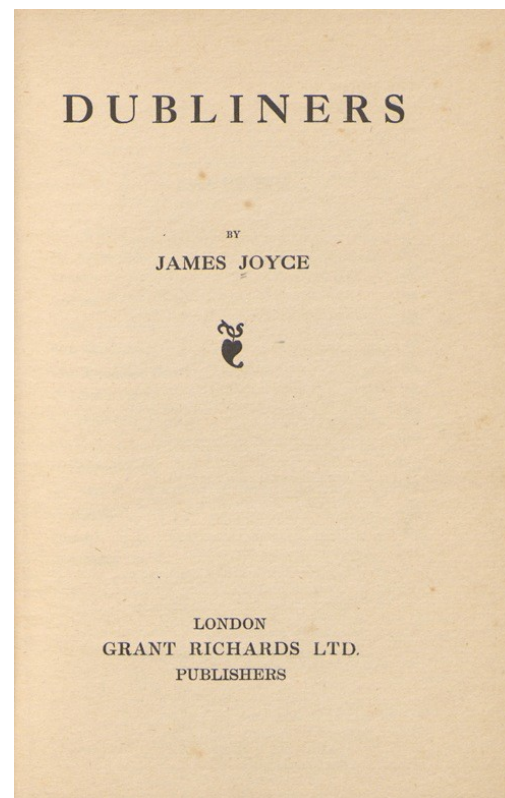 DUBLINERS
BY
JAMES JOYCE
LONDON
GRANT RICHARDS LTD.
PUBLISHERS